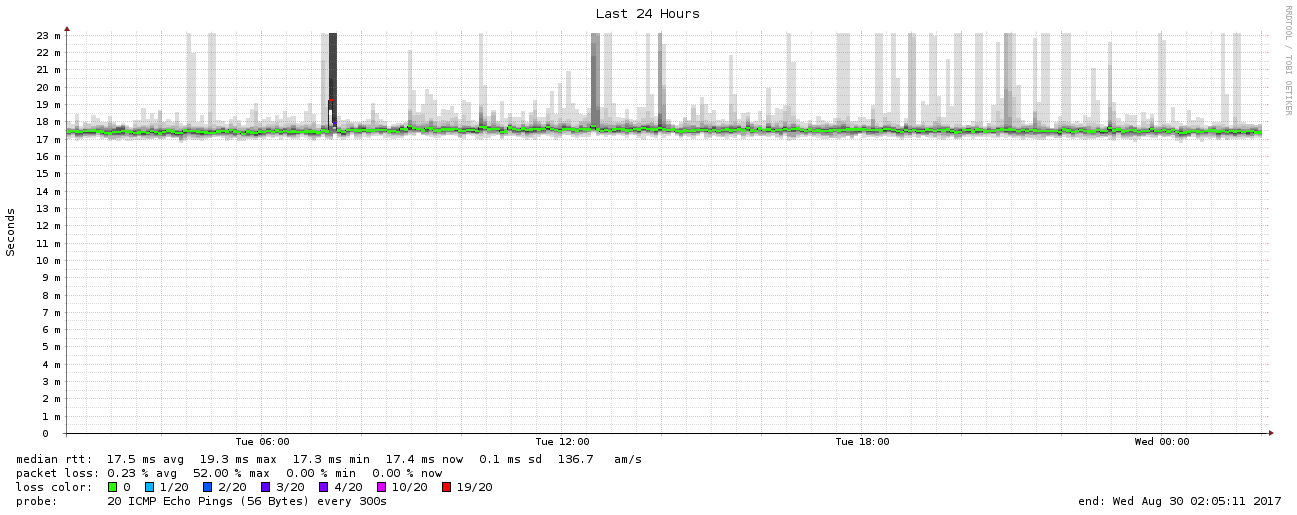 Last 24 Hours
RRDTOOL / TOBI OETIKER
Seconds
23 m
22 m
21 m
20 m
19 m
18 m
17 m
16 m
15 m
14 m
13 m
12 m
11 m
10 m
9 m
8 m
7 m
6 m
5 m
4 m
3 m
2 m
1 m
0
Tue 06:00 Tue 12:00 Tue 18:00 Wed 00:00
median rtt: 17.5 ms avg 19.3 ms max 17.3 ms min 17.4 ms now 0.1 ms sd 136.7 am/s
packet loss: 0.23 % avg 52.00 % max 0.00 % min 0.00 % now
loss color: 0 1/20 2/20 3/20 4/20 10/20 19/20
probe: 20 ICMP Echo Pings (56 Bytes) every 300s end: Wed Aug 30 02:05:11 2017